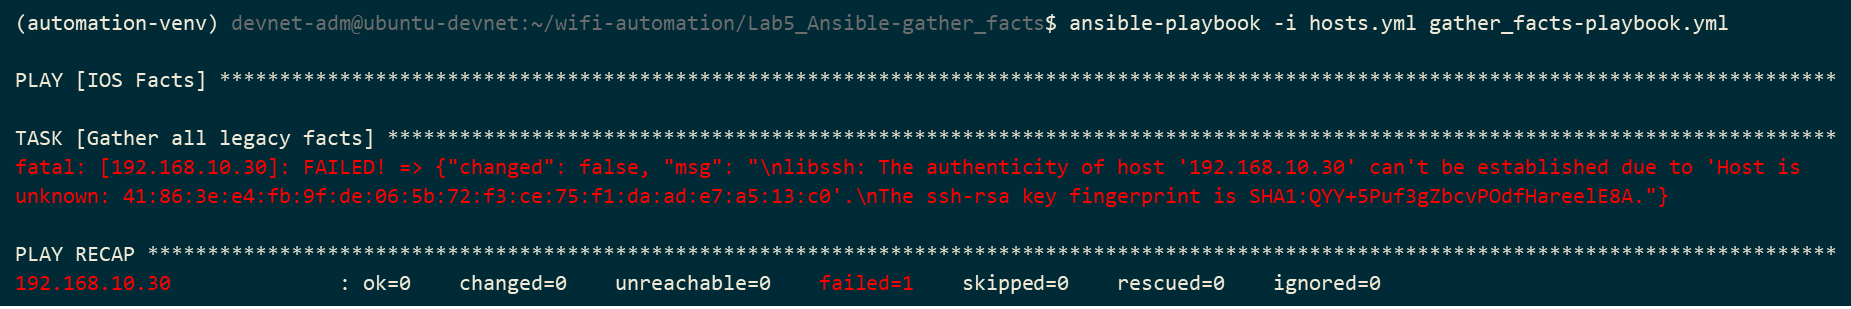 (automation-venv) devnet-adm@ubuntu-devnet:~/wifi-automation/Lab5_Ansible-gather_facts$ ansible-playbook -i hosts.yml gather_facts-playbook.yml
PLAY [IOS Facts] ***************************************************************************************************************************************
TASK [Gather all legacy facts] *************************************************************************************************************************
fatal: [192.168.10.30]: FAILED! => {"changed": false, "msg": "\nlibssh: The authenticity of host '192.168.10.30' can't be established due to 'Host is
unknown: 41:86:3e:e4:fb:9f:de:06:5b:72:f3:ce:75:f1:da:ad:e7:a5:13:c0'.\nThe ssh-rsa key fingerprint is SHA1:QYY+5Puf3gZbcvPOdfHareelE8A."}
PLAY RECAP *********************************************************************************************************************************************
192.168.10.30              : ok=0    changed=0    unreachable=0    failed=1    skipped=0    rescued=0    ignored=0